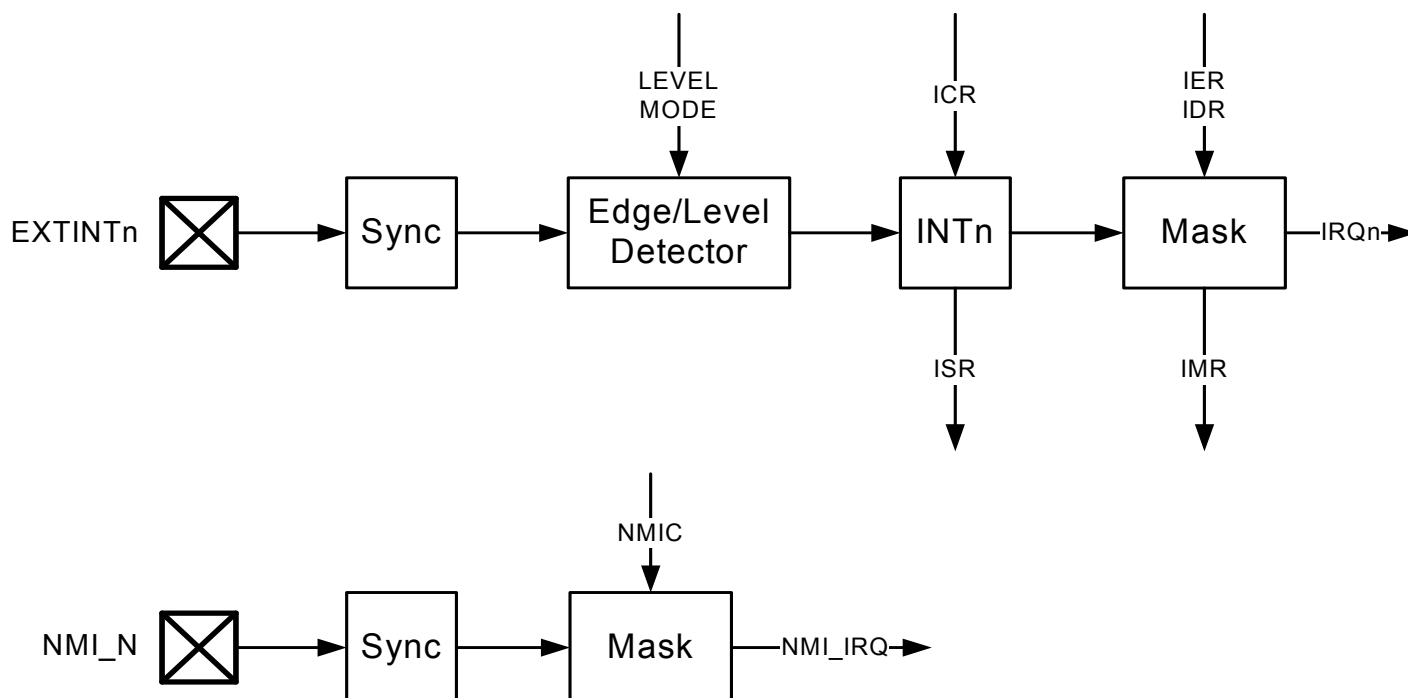 LEVEL
MODE
ICR
IER
IDR
EXTINTn
Sync
Edge/Level
Detector
INTn
Mask
IRQn
ISR
IMR
NMIC
NMI_N
Sync
Mask
NMI_IRQ